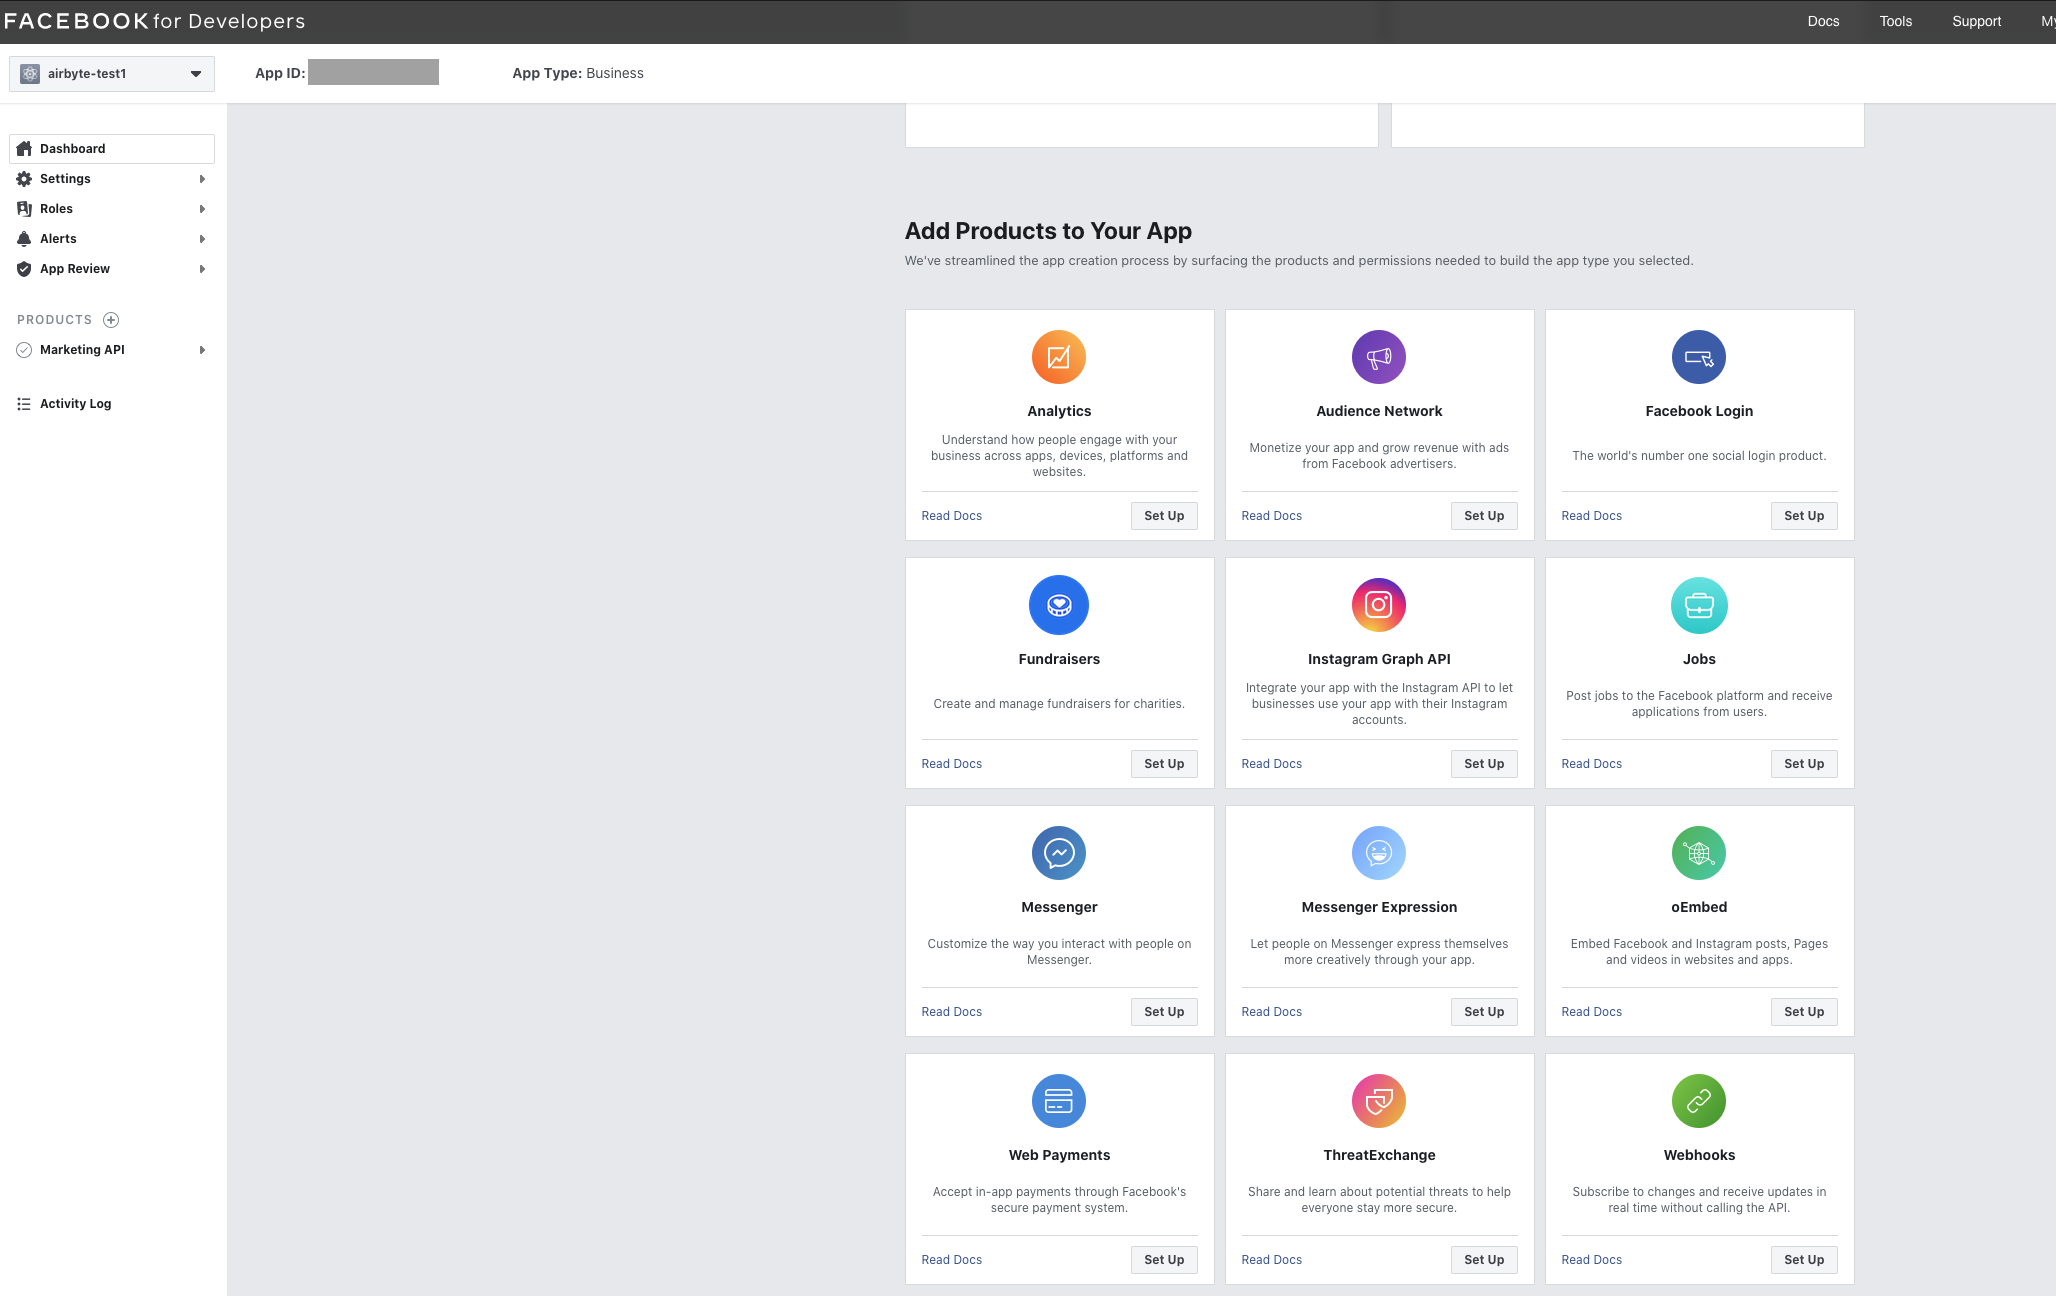 FACEBOOK for Developers
Docs
Tools
Support
airbyte-test1
App ID:
App Type: Business
Dashboard
Settings
Roles
Alerts
App Review
PRODUCTS
Marketing API
Activity Log
Add Products to Your App
We've streamlined the app creation process by surfacing the products and permissions needed to build the app type you selected.
Analytics
Understand how people engage with your
business across apps, devices, platforms and
websites.
Read Docs
Set Up
Audience Network
Monetize your app and grow revenue with ads
from Facebook advertisers.
Read Docs
Set Up
Facebook Login
The world's number one social login product.
Read Docs
Set Up
Fundraisers
Create and manage fundraisers for charities.
Read Docs
Set Up
Instagram Graph API
Integrate your app with the Instagram API to let
businesses use your app with their Instagram
accounts.
Read Docs
Set Up
Jobs
Post jobs to the Facebook platform and receive
applications from users.
Read Docs
Set Up
Messenger
Customize the way you interact with people on
Messenger.
Read Docs
Set Up
Messenger Expression
Let people on Messenger express themselves
more creatively through your app.
Read Docs
Set Up
oEmbed
Embed Facebook and Instagram posts, Pages
and videos in websites and apps.
Read Docs
Set Up
Web Payments
Accept in-app payments through Facebook's
secure payment system.
Read Docs
Set Up
ThreatExchange
Share and learn about potential threats to help
everyone stay more secure.
Read Docs
Set Up
Webhooks
Subscribe to changes and receive updates in
real time without calling the API.
Read Docs
Set Up